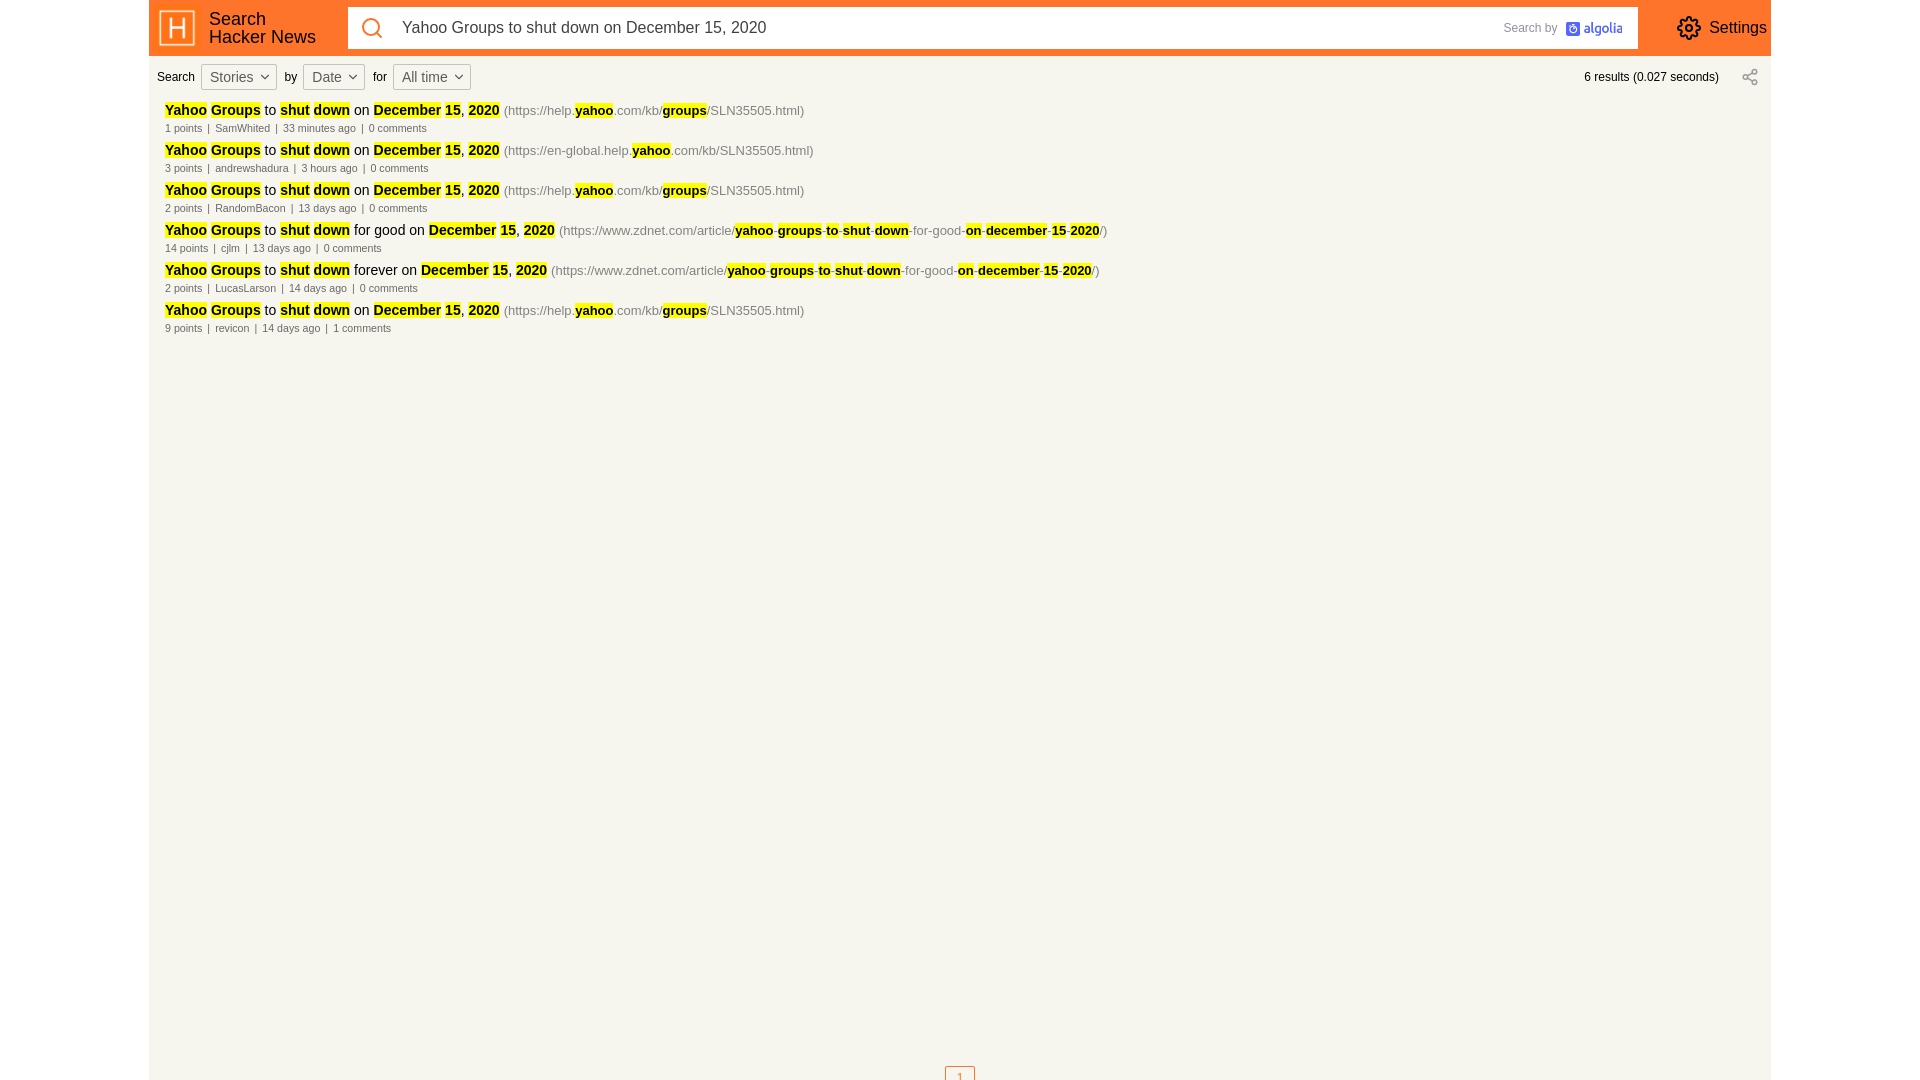 Search
Hacker News
Yahoo Groups to shut down on December 15, 2020
Search by algolia
Settings
Search Stories by Date for All time
6 results (0.027 seconds)
Yahoo Groups to shut down on December 15, 2020 (https://help.yahoo.com/kb/groups/SLN35505.html)
1 points | SamWhited | 33 minutes ago | 0 comments
Yahoo Groups to shut down on December 15, 2020 (https://en-global.help.yahoo.com/kb/SLN35505.html)
3 points | andrewshadura | 3 hours ago | 0 comments
Yahoo Groups to shut down on December 15, 2020 (https://help.yahoo.com/kb/groups/SLN35505.html)
2 points | RandomBacon | 13 days ago | 0 comments
Yahoo Groups to shut down for good on December 15, 2020 (https://www.zdnet.com/article/yahoo-groups-to-shut-down-for-good-on-december-15-2020/)
14 points | cjlm | 13 days ago | 0 comments
Yahoo Groups to shut down forever on December 15, 2020 (https://www.zdnet.com/article/yahoo-groups-to-shut-down-for-good-on-december-15-2020/)
2 points | LucasLarson | 14 days ago | 0 comments
Yahoo Groups to shut down on December 15, 2020 (https://help.yahoo.com/kb/groups/SLN35505.html)
9 points | revicon | 14 days ago | 1 comments
1